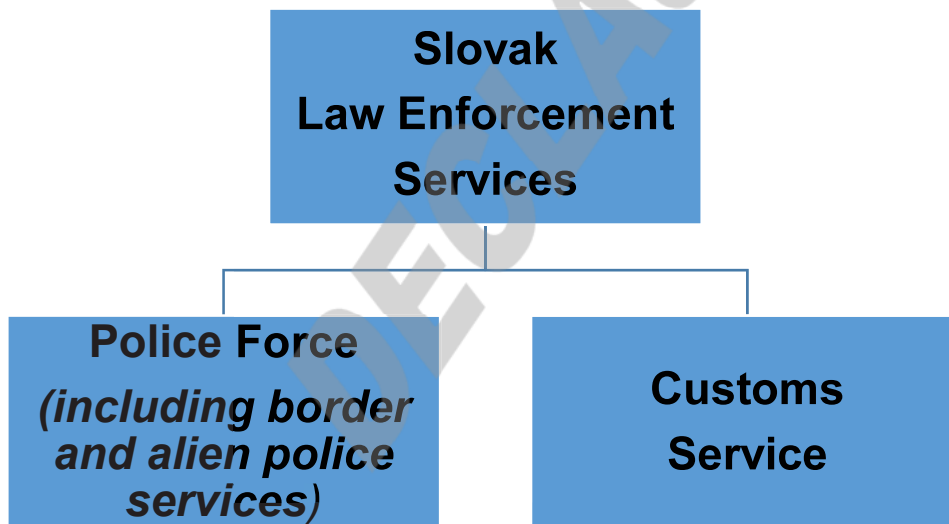 Slovak
Law Enforcement
Services
Police Force
(including border
and alien police
services)
Customs
Service